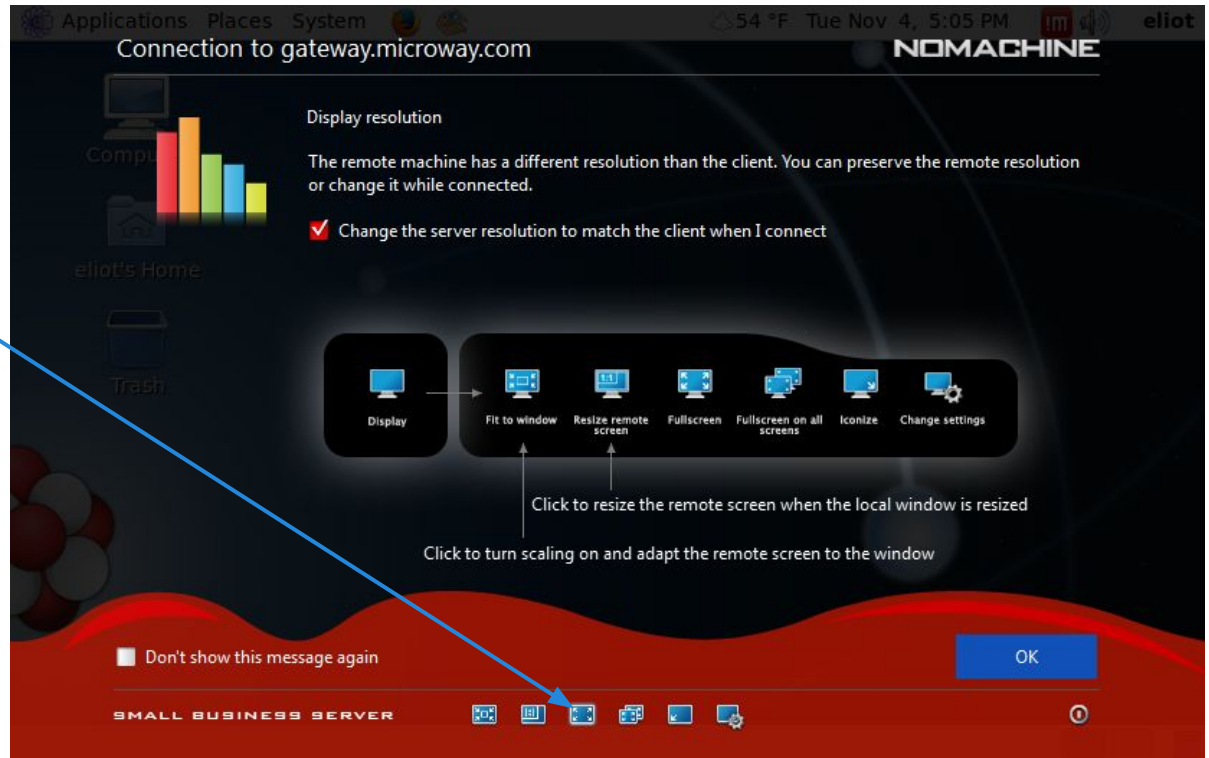 Applications Places System 54 °F Tue Nov 4, 5:05 PM im eliot
Connection to gateway.microway.com NOMACHINE
Display resolution
The remote machine has a different resolution than the client. You can preserve the remote resolution
or change it while connected.
Change the server resolution to match the client when I connect
Compu
eliot's Home
Trash
Display
Fit to window
Resize remote
screen
Fullscreen
Fullscreen on all
screens
Iconize
Change settings
1:1
Click to resize the remote screen when the local window is resized
Click to turn scaling on and adapt the remote screen to the window
Don't show this message again
OK
SMALL BUSINESS SERVER